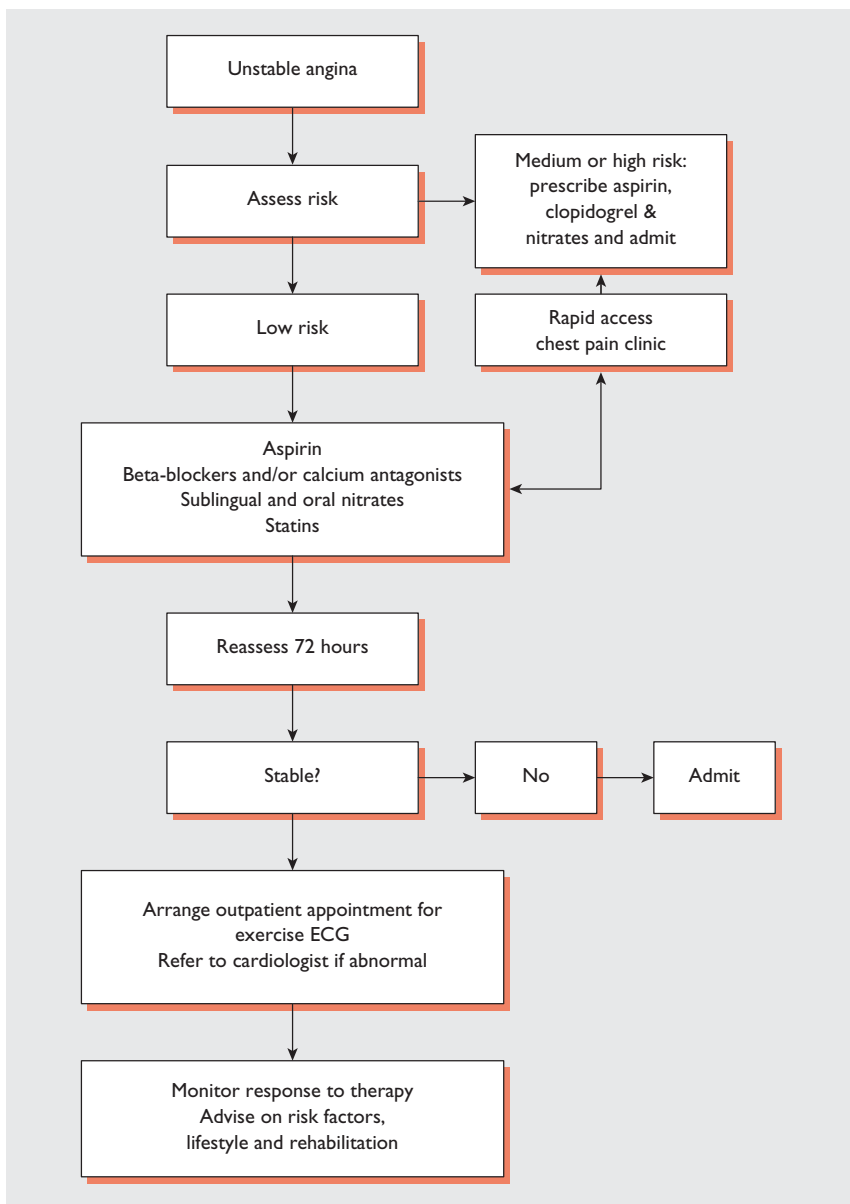 Unstable angina
Assess risk
Medium or high risk:
prescribe aspirin,
clopidogrel &
nitrates and admit
Low risk
Rapid access
chest pain clinic
Aspirin
Beta-blockers and/or calcium antagonists
Sublingual and oral nitrates
Statins
Reassess 72 hours
Stable?
No
Admit
Arrange outpatient appointment for
exercise ECG
Refer to cardiologist if abnormal
Monitor response to therapy
Advise on risk factors,
lifestyle and rehabilitation